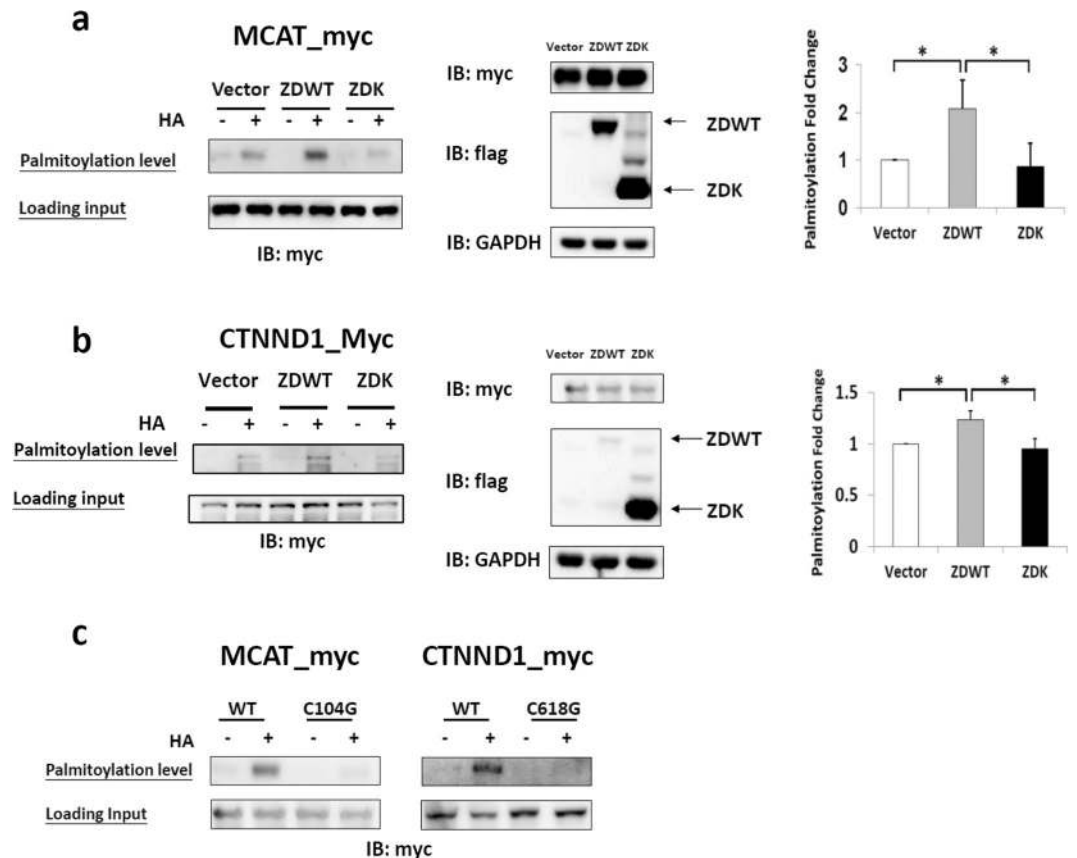 a
MCAT_myc
Vector ZDWT ZDK
HA - + - + - +
Palmitoylation level
Loading input
IB: myc
Vector ZDWT ZDK
IB: myc
IB: flag
ZDWT
ZDK
IB: GAPDH
Palmitoylation Fold Change
3
2
1
0
* *
Vector ZDWT ZDK
b
CTNND1_Myc
Vector ZDWT ZDK
HA - + - + - +
Palmitoylation level
Loading input
IB: myc
Vector ZDWT ZDK
IB: myc
IB: flag
ZDWT
ZDK
IB: GAPDH
Palmitoylation Fold Change
1.5
1
0.5
0
* *
Vector ZDWT ZDK
c
MCAT_myc CTNND1_myc
WT C104G WT C618G
HA - + - + - + - +
Palmitoylation level
Loading Input
IB: myc